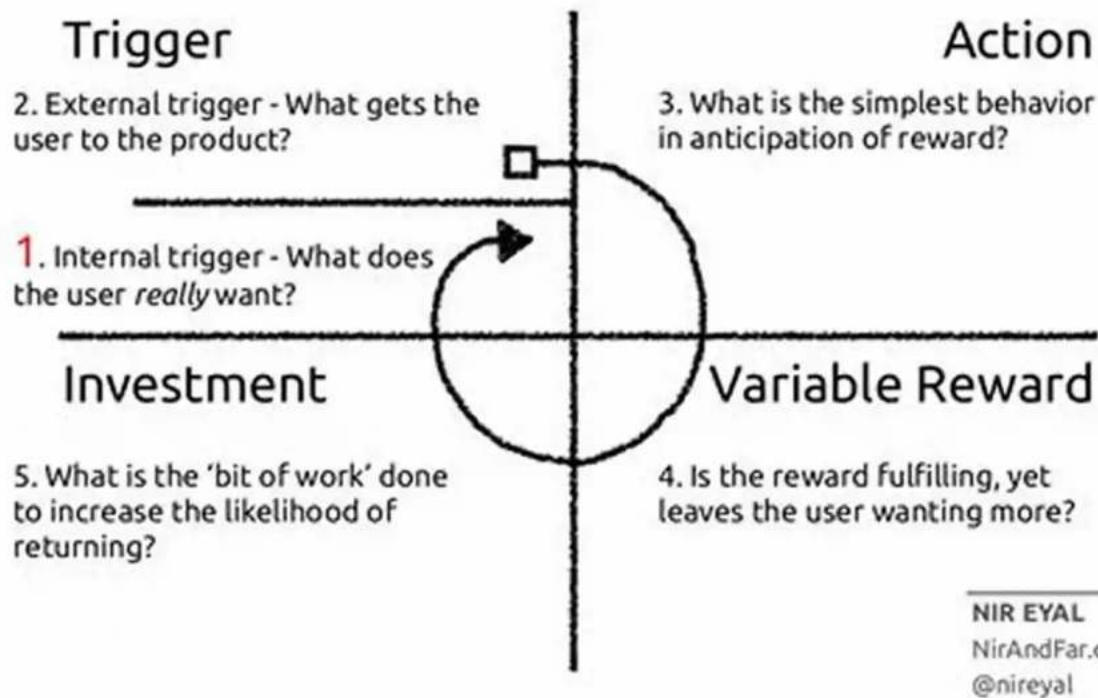 Trigger
2. External trigger - What gets the
user to the product?
1. Internal trigger - What does
the user really want?
Action
3. What is the simplest behavior
in anticipation of reward?
Investment
5. What is the 'bit of work' done
to increase the likelihood of
returning?
Variable Reward
4. Is the reward fulfilling, yet
leaves the user wanting more?
NIR EYAL
NirAndFar.c
@nireyal